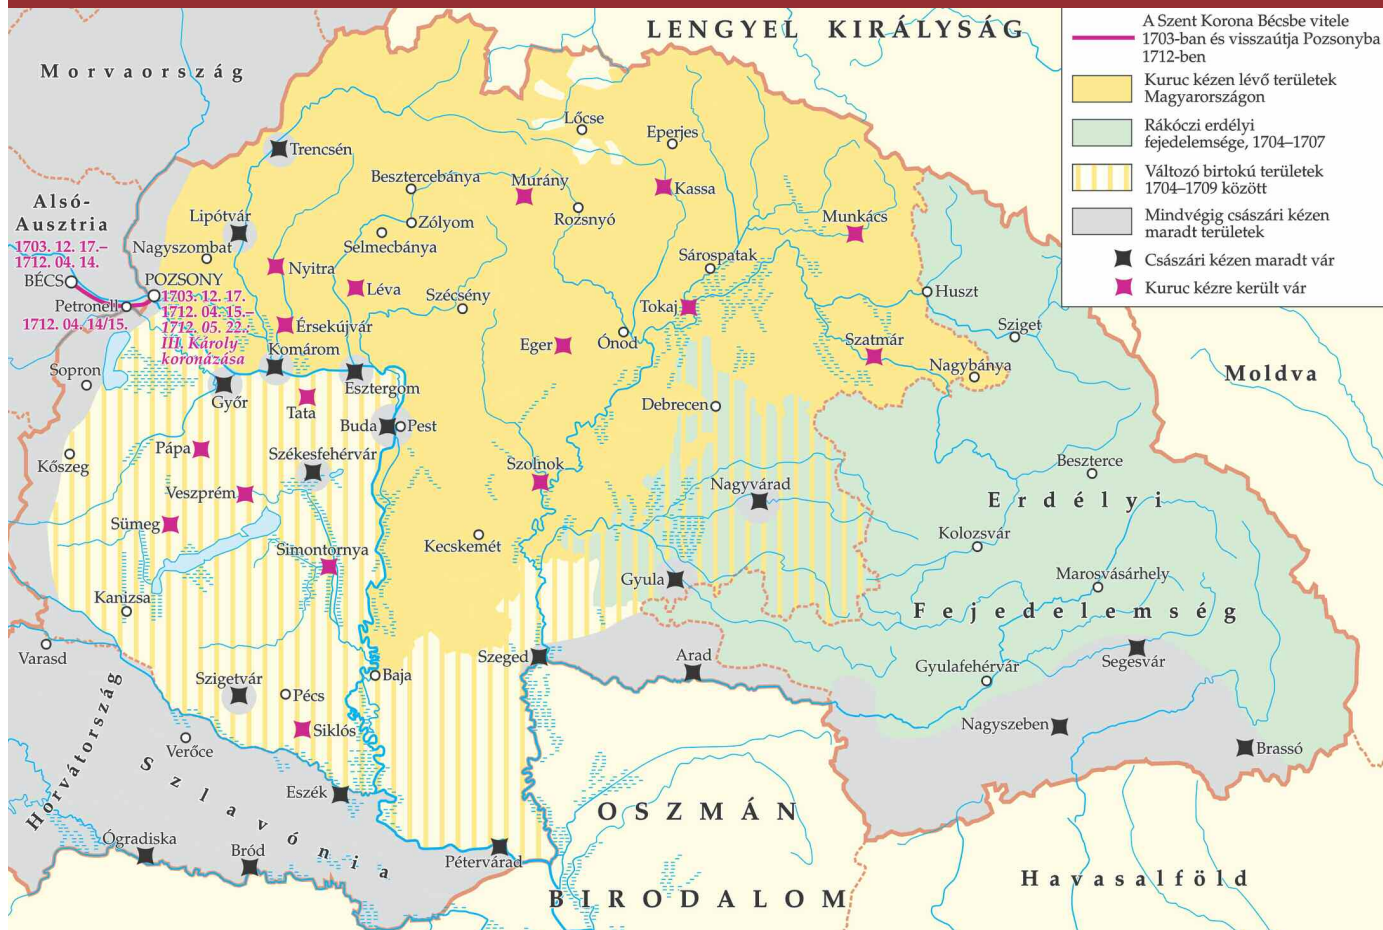 LENGYEL KIRÁLYSÁG
A Szent Korona Bécsbe vitele
1703-ban és visszaútja Pozsonyba
1712-ben
Kuruc kézen lévő területek
Magyarországon
Rákóczi erdélyi
fejedelemsége, 1704–1707
Változó birtokú területek
1704–1709 között
Mindvégig császári kézen
maradt területek
Császári kézen maradt vár
Kuruc kézre került vár
Morvaország
Lőcse
Eperjes
Trencsén
Besztercebánya
Murány
Kassa
Alsó-
Ausztria
1703. 12. 17.–
1712. 04. 14.
BÉCS
Petronell
1712. 04. 14/15.
Lipótvár
Nagyszombat
Zólyom
Selmecbánya
Rozsnyó
Munkács
Nyitra
Sárospatak
POZSONY
1703. 12. 17.
1712. 04. 15.–
1712. 05. 22.:
III. Károly
koronázása
Léva
Szécsény
Tokaj
Huszt
Érsekújvár
Sziget
Komárom
Eger
Ónod
Szatmár
Nagybánya
Moldva
Sopron
Győr
Esztergom
Tata
Debrecen
Buda
Pest
Pápa
Székesfehérvár
Kőszeg
Szolnok
Beszterce
Veszprém
Nagyvárad
Erdélyi
Sümeg
Kecskemét
Kolozsvár
Simontornya
Gyula
Marosvásárhely
Kanizsa
Fejedelemség
Varasd
Szeged
Arad
Segesvár
Gyulafehérvár
Szigetvár
Pécs
Baja
Horvátország
Siklós
Nagyszeben
Brassó
Verőce
Szlavónia
Eszék
OSZMÁN
Ógradiska
Bród
Pétervárad
BIRODALOM
Havasalföld